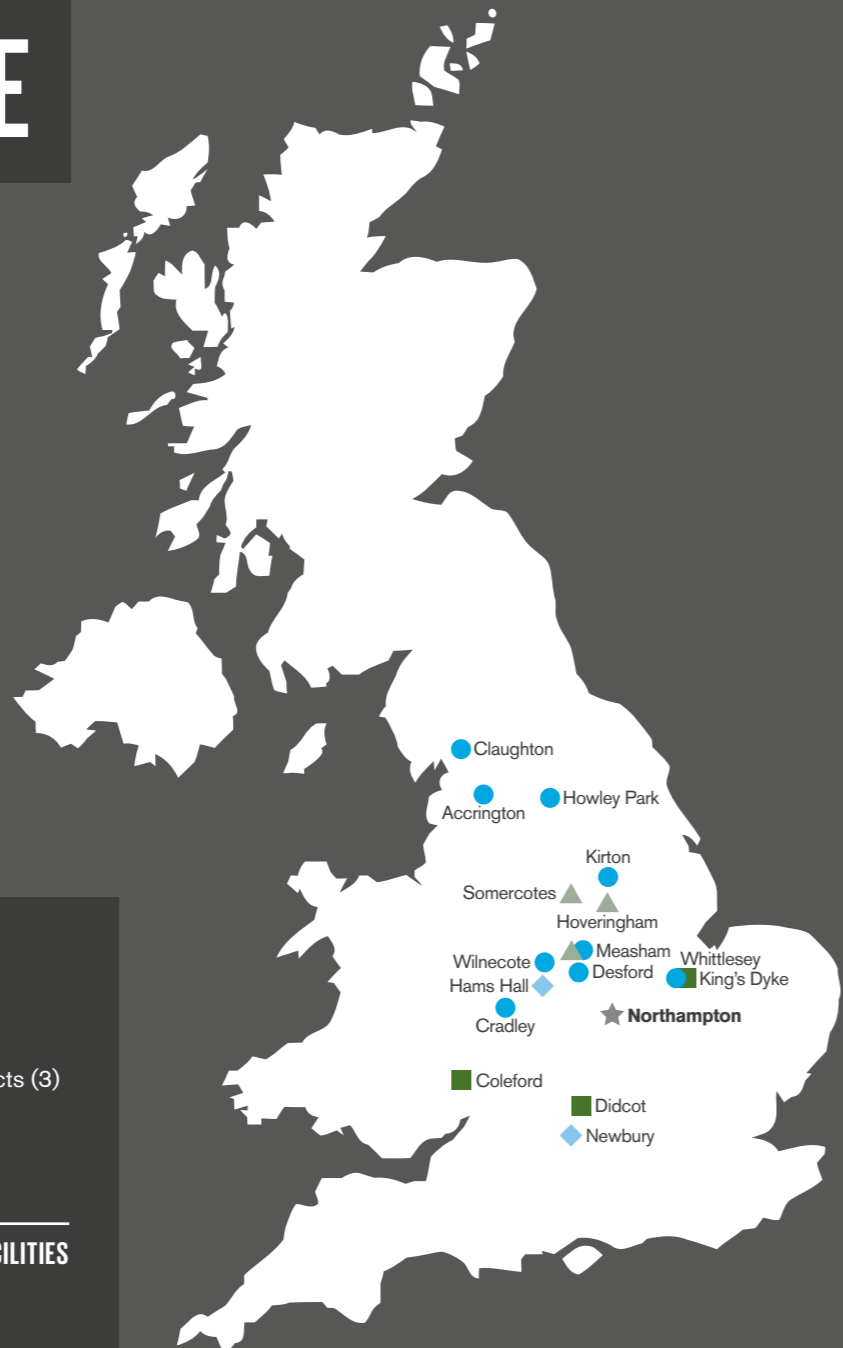 E
Claughton
Accrington
Howley Park
Kirton
Somercotes
Hoveringham
Measham
Wilnecote
Desford
Whittlesey
King's Dyke
Hams Hall
Cradley
Northampton
Coleford
cts (3)
Didcot
Newbury
CILITIES